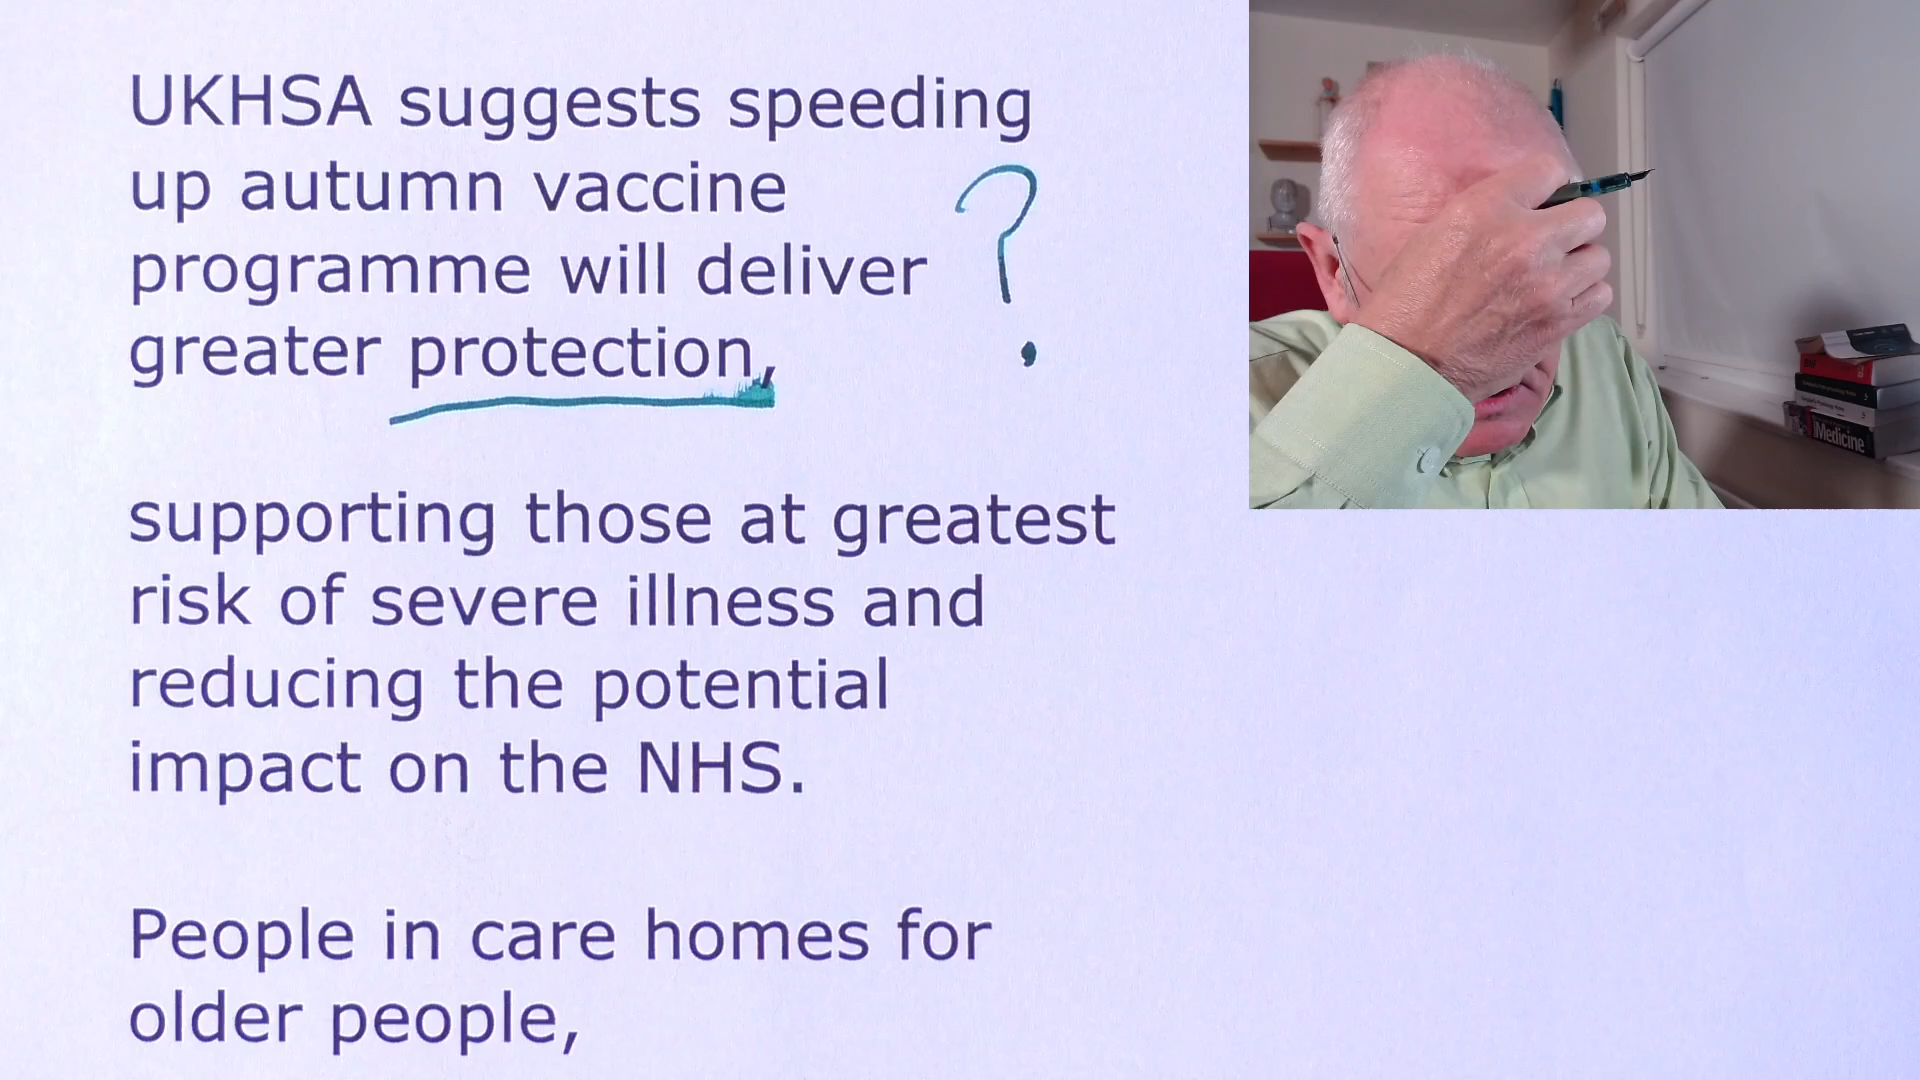 UKHSA suggests speeding
up autumn vaccine
programme will deliver
greater protection,
?
supporting those at greatest
risk of severe illness and
reducing the potential
impact on the NHS.
People in care homes for
older people,
Medicine